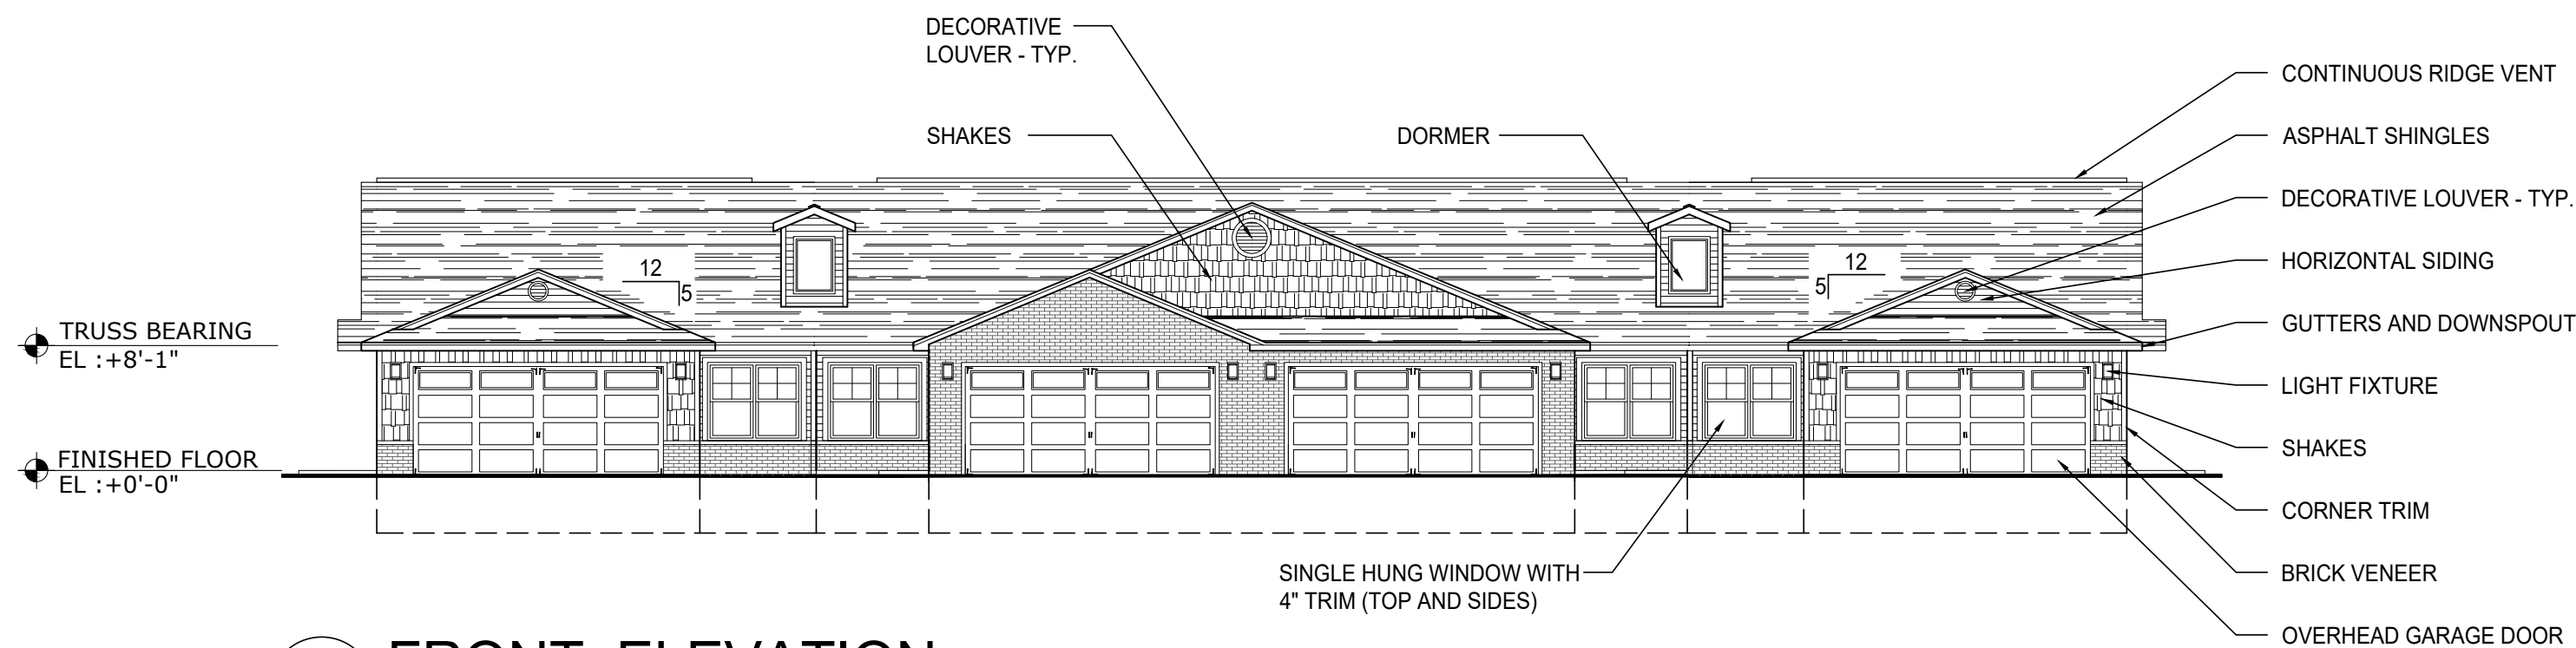 DECORATIVE
LOUVER - TYP.
SHAKES
DORMER
CONTINUOUS RIDGE VENT
ASPHALT SHINGLES
DECORATIVE LOUVER - TYP.
HORIZONTAL SIDING
GUTTERS AND DOWNSPOUT
LIGHT FIXTURE
SHAKES
CORNER TRIM
BRICK VENEER
OVERHEAD GARAGE DOOR
12
5
12
5
TRUSS BEARING
EL :+8'-1"
FINISHED FLOOR
EL :+0'-0"
SINGLE HUNG WINDOW WITH
4" TRIM (TOP AND SIDES)
FRONT ELEVATION